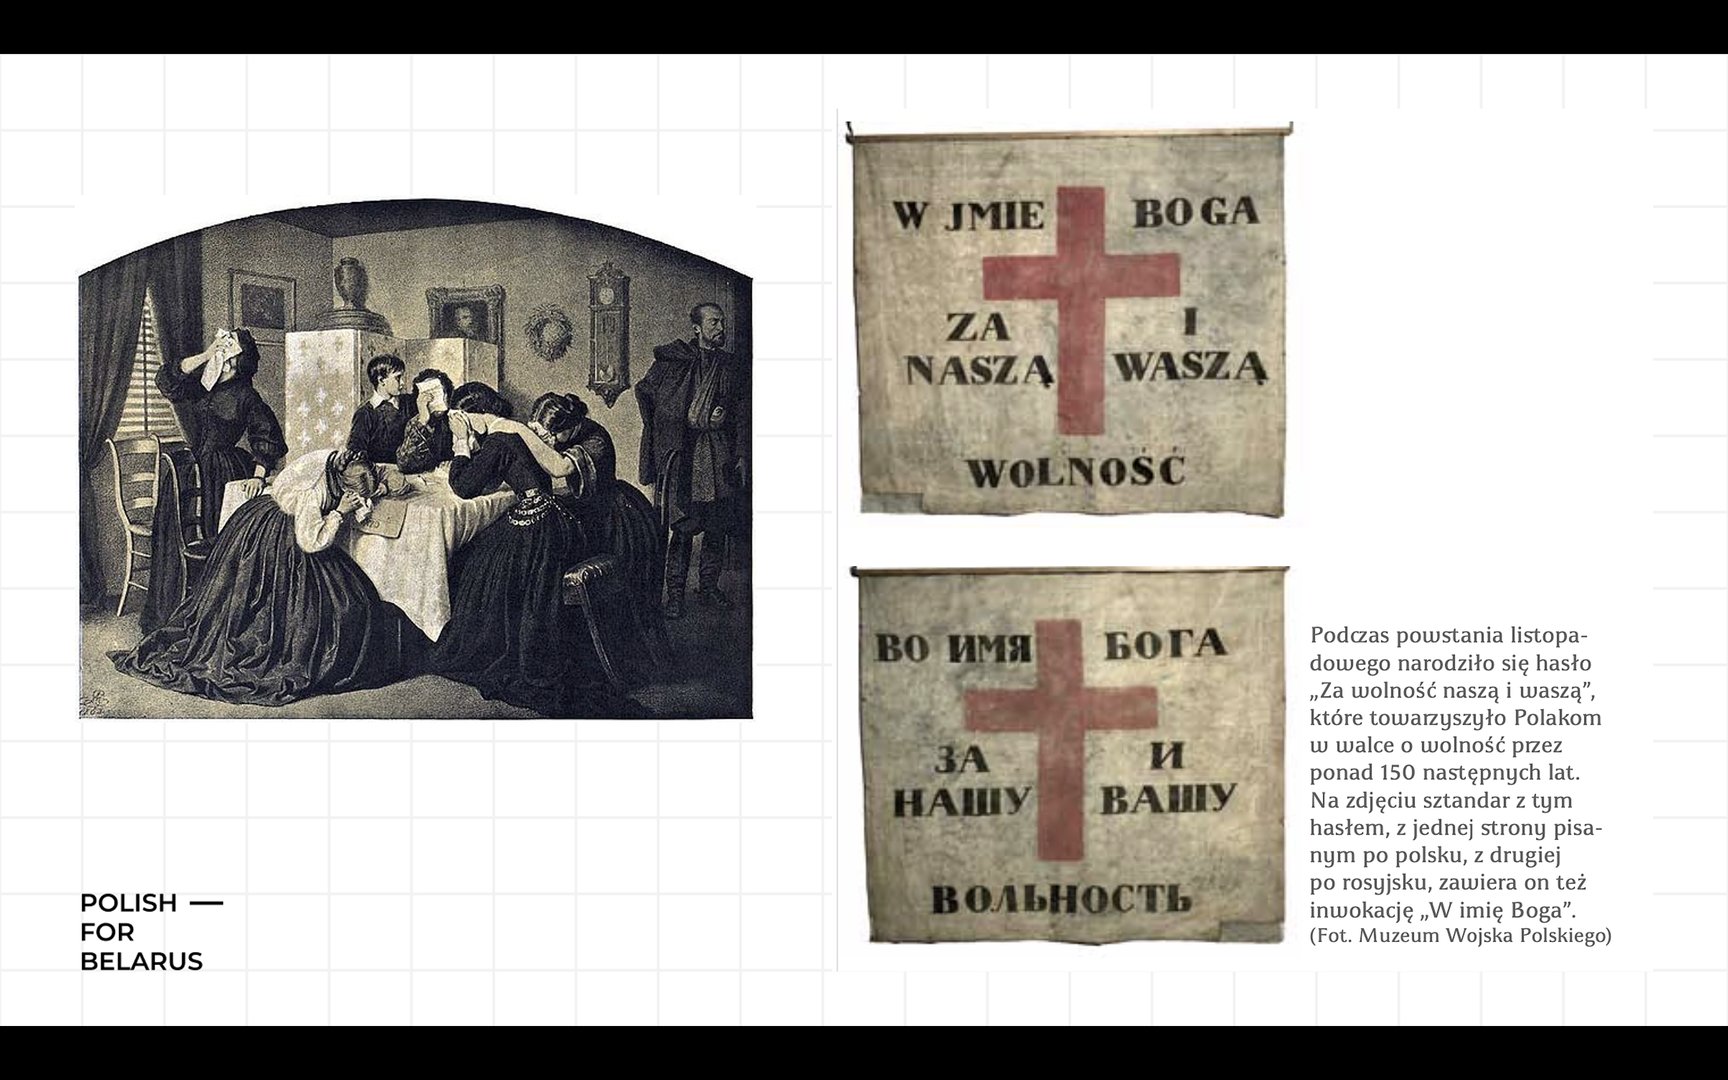 W JMIE BOGA
ZA I
NASZĄ WASZĄ
WOLNOŚĆ
ВО ИМЯ БОГА
ЗА И
НАШУ ВАШУ
ВОЛЬНОСТЬ
Podczas powstania listopa-
dowego narodziło się hasło
„Za wolność naszą i waszą”,
które towarzyszyło Polakom
w walce o wolność przez
ponad 150 następnych lat.
Na zdjęciu sztandar z tym
hasłem, z jednej strony pisa-
nym po polsku, z drugiej
po rosyjsku, zawiera on też
inwokację „W imię Boga”.
(Fot. Muzeum Wojska Polskiego)
POLISH —
FOR
BELARUS